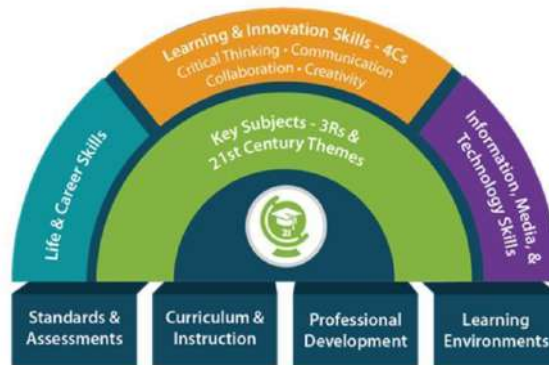 Learning & Innovation Skills - 4Cs
Critical Thinking • Communication
Collaboration • Creativity
Life & Career Skills
Key Subjects - 3Rs &
21st Century Themes
Information, Media, &
Technology Skills
21
Standards &
Assessments
Curriculum &
Instruction
Professional
Development
Learning
Environments